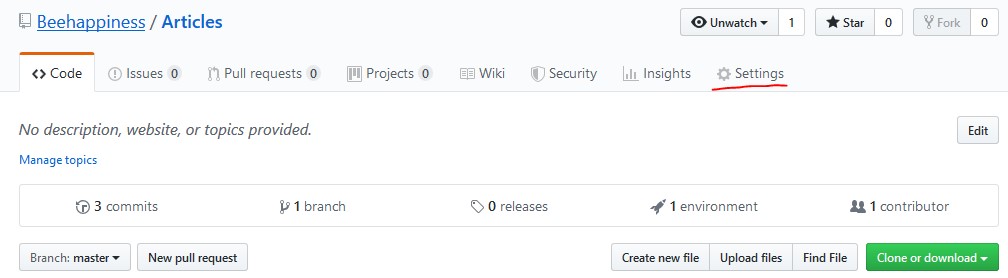 Beehappiness / Articles
Unwatch 1 Star 0 Fork 0
Code Issues 0 Pull requests 0 Projects 0 Wiki Security Insights Settings
No description, website, or topics provided.
Edit
Manage topics
3 commits 1 branch 0 releases 1 environment 1 contributor
Branch: master New pull request Create new file Upload files Find File Clone or download